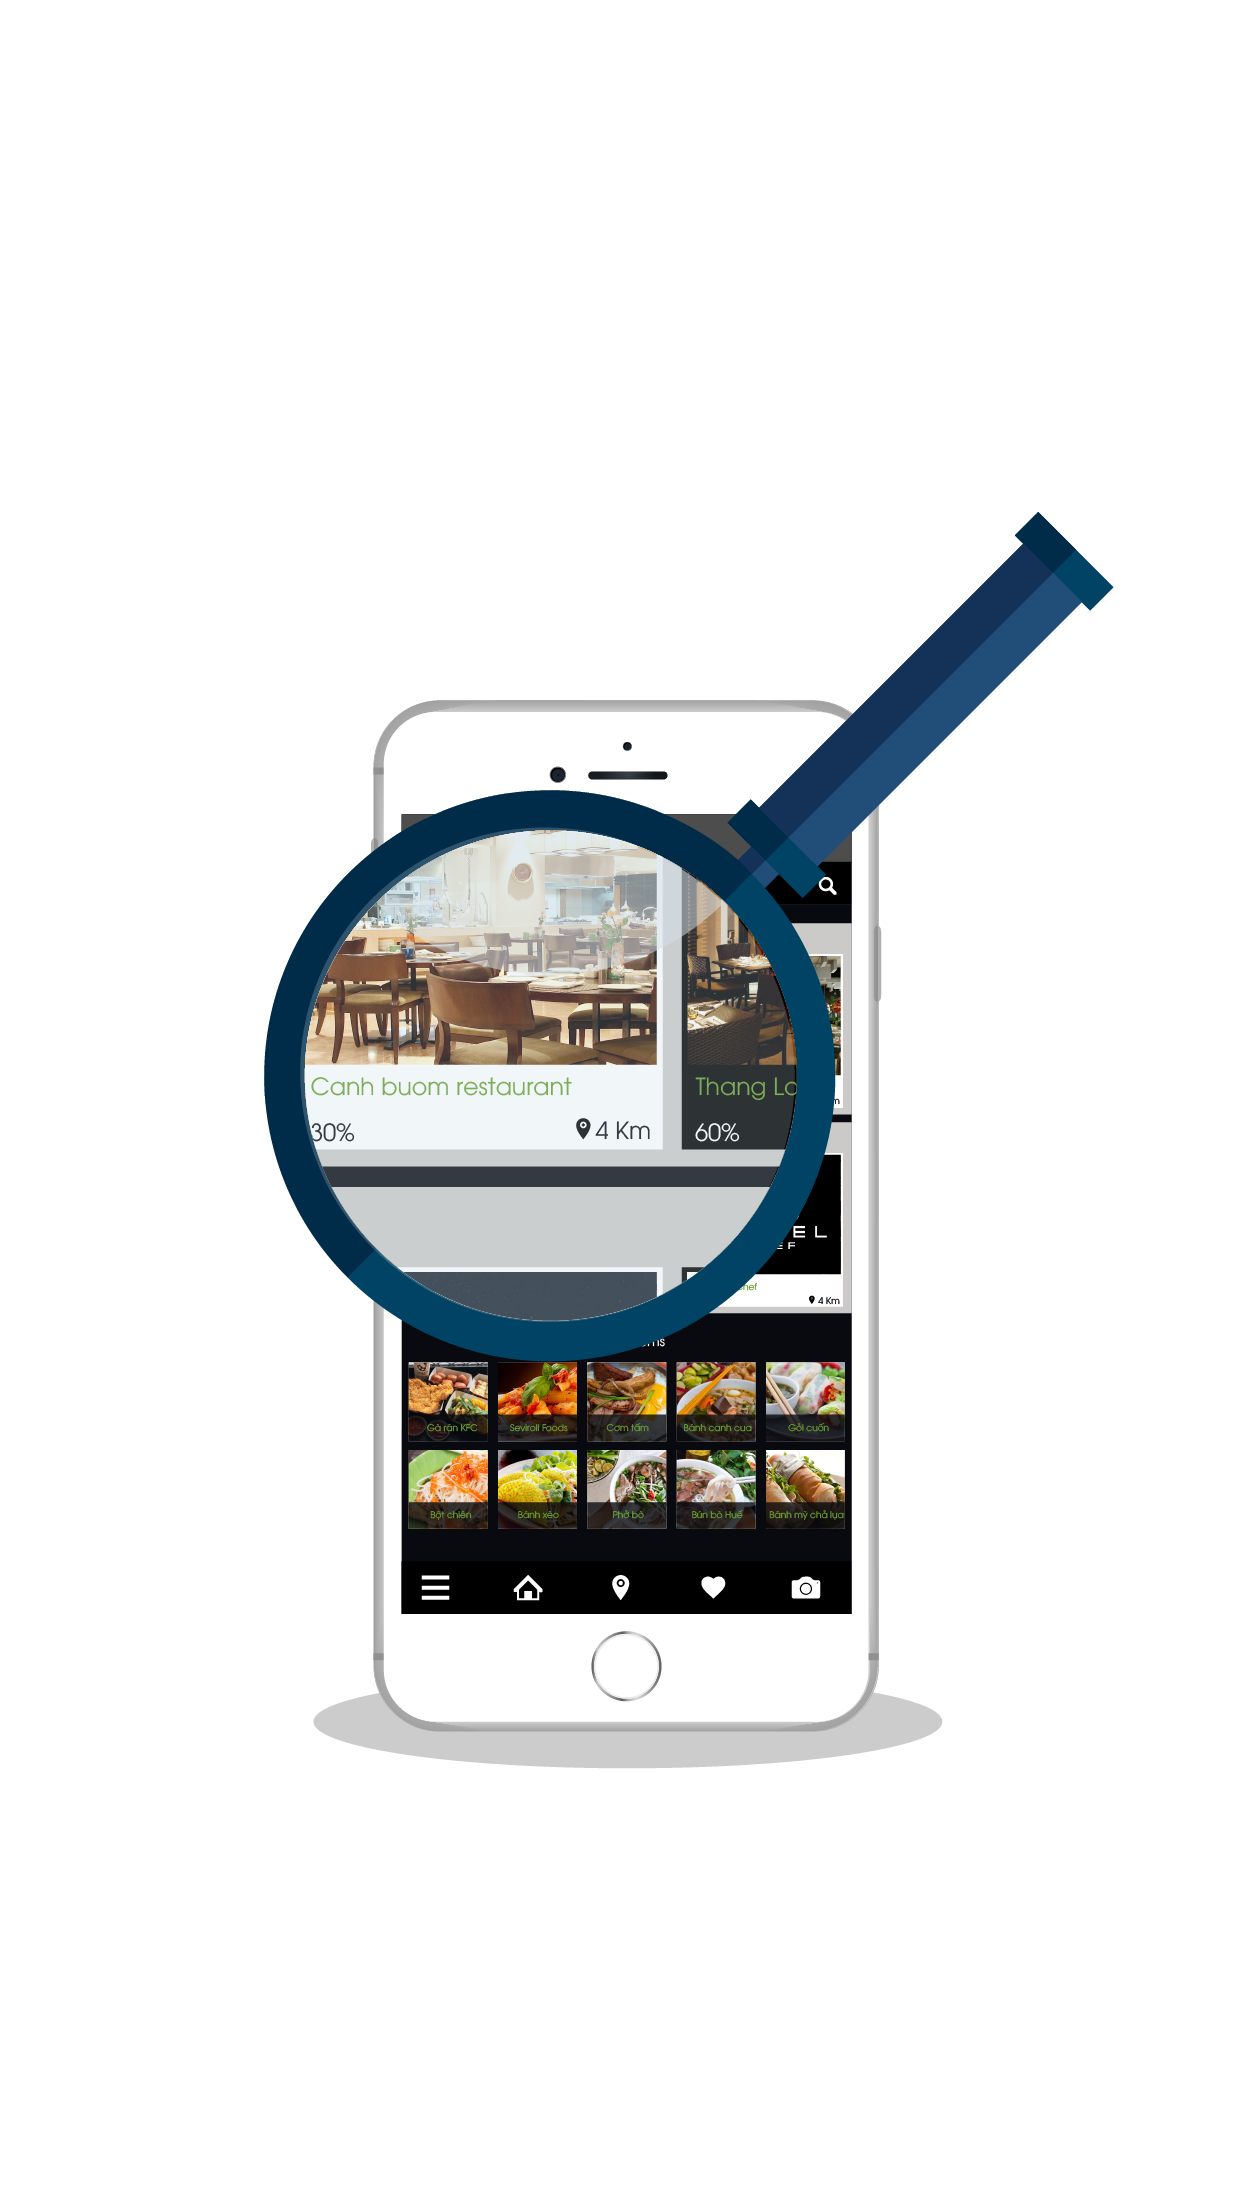 Canh buom restaurant
30%
4 Km
Thang Lo
60%
m
EL
EF
hef
4 Km
ms
Gà rán KFC
Seviroll Foods
Cơm tấm
Bánh canh cua
Gỏi cuốn
Bột chiên
Bánh xèo
Phở bò
Bún bò Huế
Bánh mỳ chả lụa